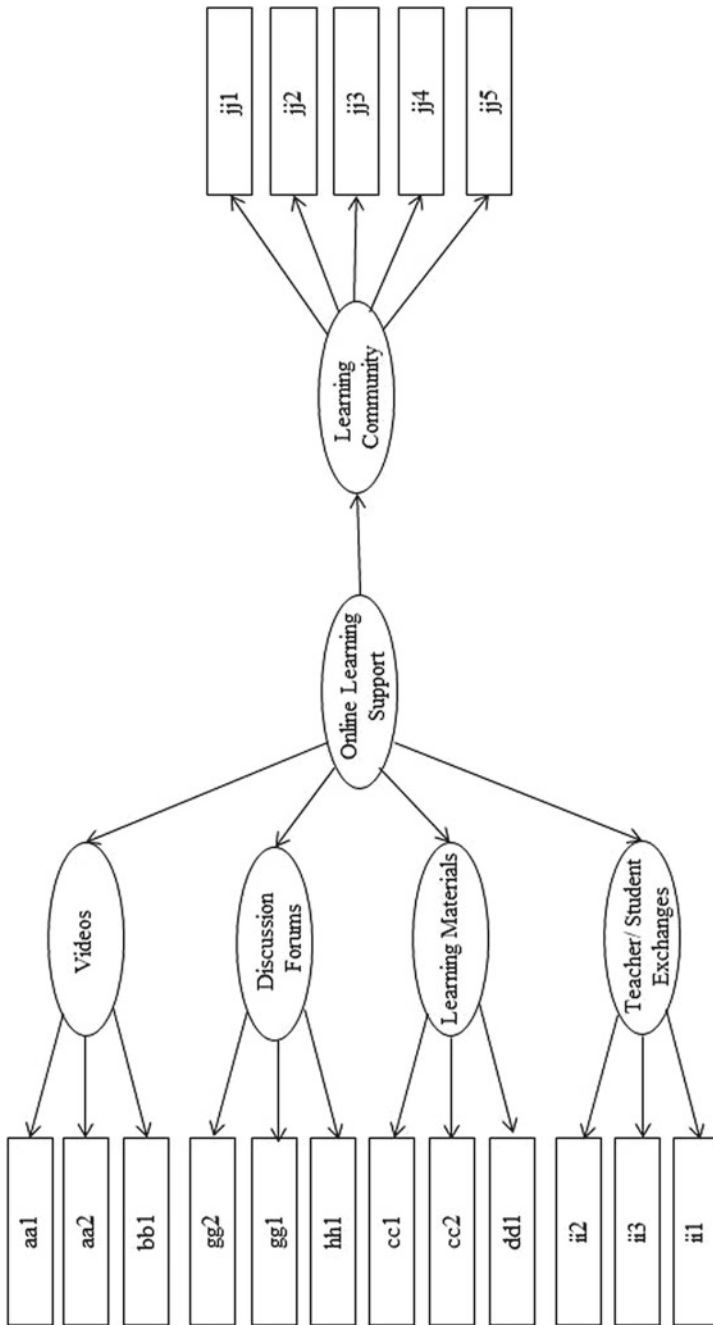 aa1
aa2
bb1
gg2
gg1
hh1
cc1
cc2
dd1
ii2
ii3
ii1
Videos
Discussion
Forums
Learning Materials
Teacher/ Student
Exchanges
Online Learning
Support
Learning
Community
jj1
jj2
jj3
jj4
jj5